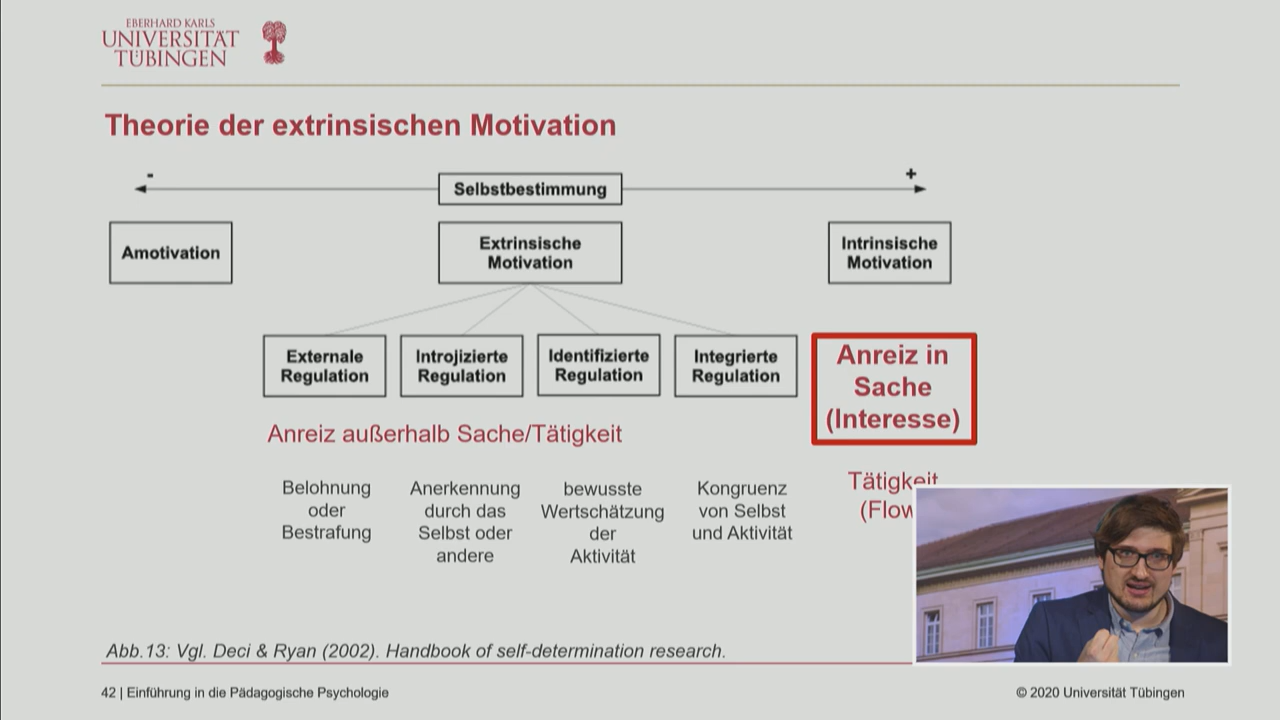 EBERHARD KARLS
UNIVERSITÄT
TÜBINGEN
Theorie der extrinsischen Motivation
- +
Selbstbestimmung
Amotivation
Extrinsische
Motivation
Intrinsische
Motivation
Externale
Regulation
Introjizierte
Regulation
Identifizierte
Regulation
Integrierte
Regulation
Anreiz in
Sache
(Interesse)
Anreiz außerhalb Sache/Tätigkeit
Belohnung
oder
Bestrafung
Anerkennung
durch das
Selbst oder
andere
bewusste
Wertschätzung
der
Aktivität
Kongruenz
von Selbst
und Aktivität
Tätigkeit
(Flow
Abb.13: Vgl. Deci & Ryan (2002). Handbook of self-determination research.
42 | Einführung in die Pädagogische Psychologie
© 2020 Universität Tübingen